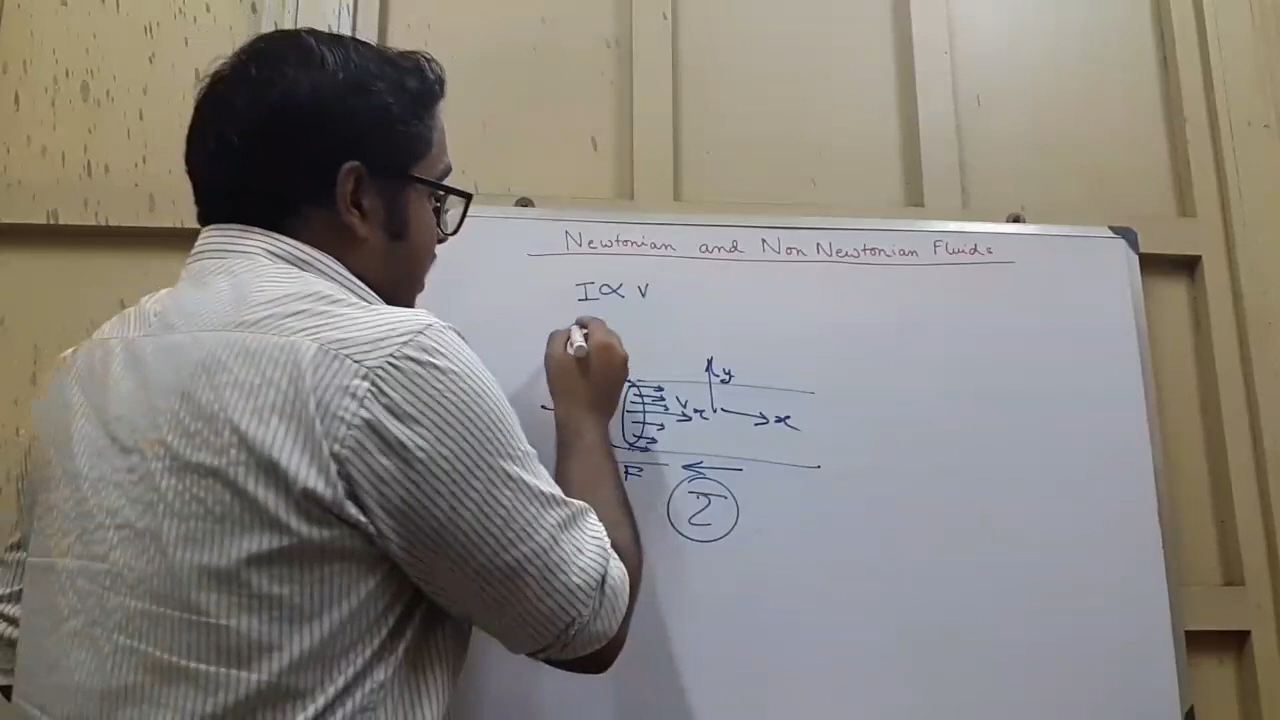 Newtonian and Non Newtonian Fluids
I ∝ v
y
v x
x
F
τ